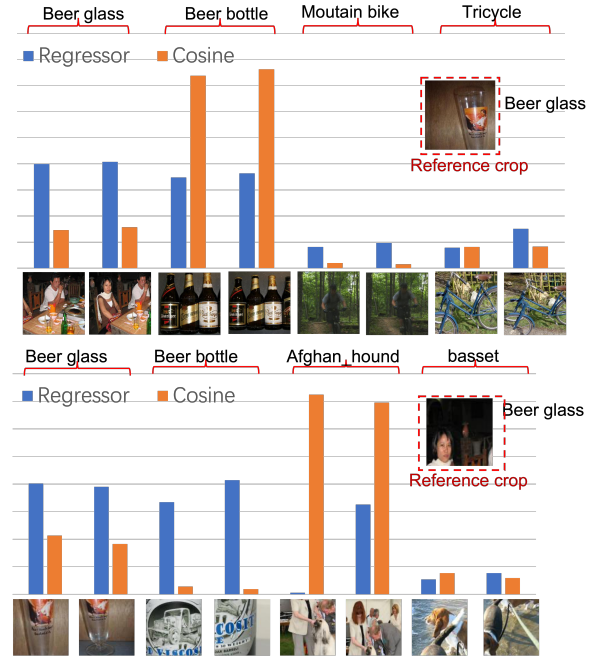 Beer glass Beer bottle Moutain bike Tricycle
Regressor Cosine
Beer glass
Reference crop
Beer glass Beer bottle Afghan_hound basset
Regressor Cosine
Beer glass
Reference crop
VISCOSE